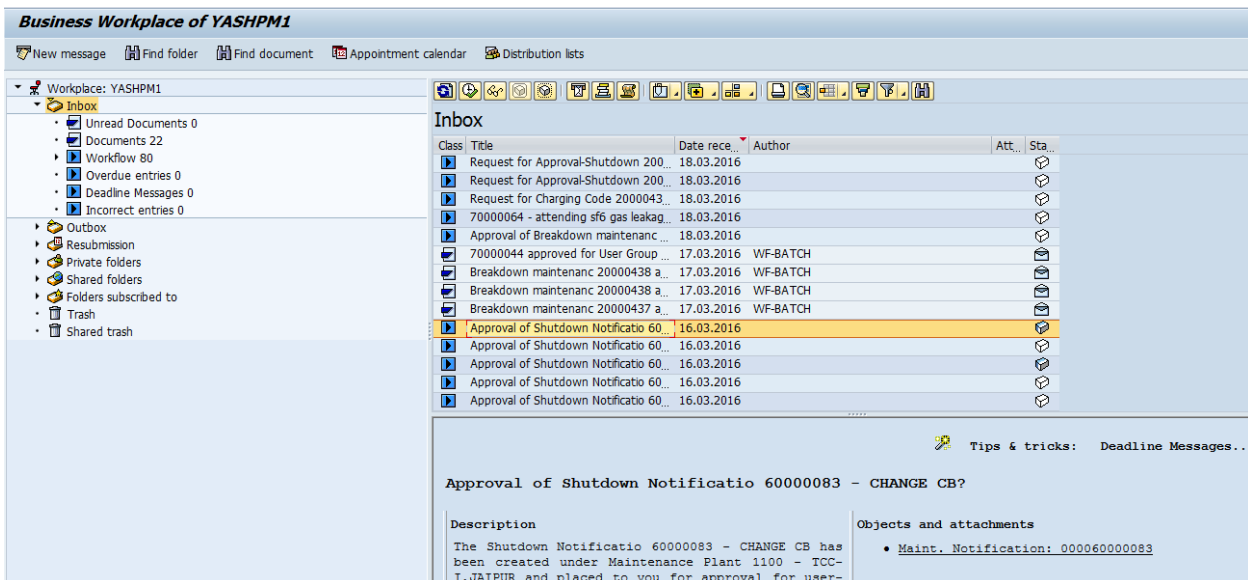 Business Workplace of YASHPM1
New message Find folder Find document Appointment calendar Distribution lists
Workplace: YASHPM1
Inbox
Unread Documents 0
Documents 22
Workflow 80
Overdue entries 0
Deadline Messages 0
Incorrect entries 0
Outbox
Resubmission
Private folders
Shared folders
Folders subscribed to
Trash
Shared trash
Inbox
Class Title Date rece... Author Att... Sta...
Request for Approval-Shutdown 200... 18.03.2016
Request for Approval-Shutdown 200... 18.03.2016
Request for Charging Code 2000043... 18.03.2016
70000064 - attending sf6 gas leakag... 18.03.2016
Approval of Breakdown maintenanc ... 18.03.2016
70000044 approved for User Group ... 17.03.2016 WF-BATCH
Breakdown maintenanc 20000438 a... 17.03.2016 WF-BATCH
Breakdown maintenanc 20000438 a... 17.03.2016 WF-BATCH
Breakdown maintenanc 20000437 a... 17.03.2016 WF-BATCH
Approval of Shutdown Notificatio 60... 16.03.2016
Approval of Shutdown Notificatio 60... 16.03.2016
Approval of Shutdown Notificatio 60... 16.03.2016
Approval of Shutdown Notificatio 60... 16.03.2016
Approval of Shutdown Notificatio 60... 16.03.2016
Tips & tricks: Deadline Messages..
Approval of Shutdown Notificatio 60000083 - CHANGE CB?
Description
The Shutdown Notificatio 60000083 - CHANGE CB has
been created under Maintenance Plant 1100 - TCC-
I,JAIPUR and placed to you for approval for user-
Objects and attachments
Maint. Notification: 000060000083